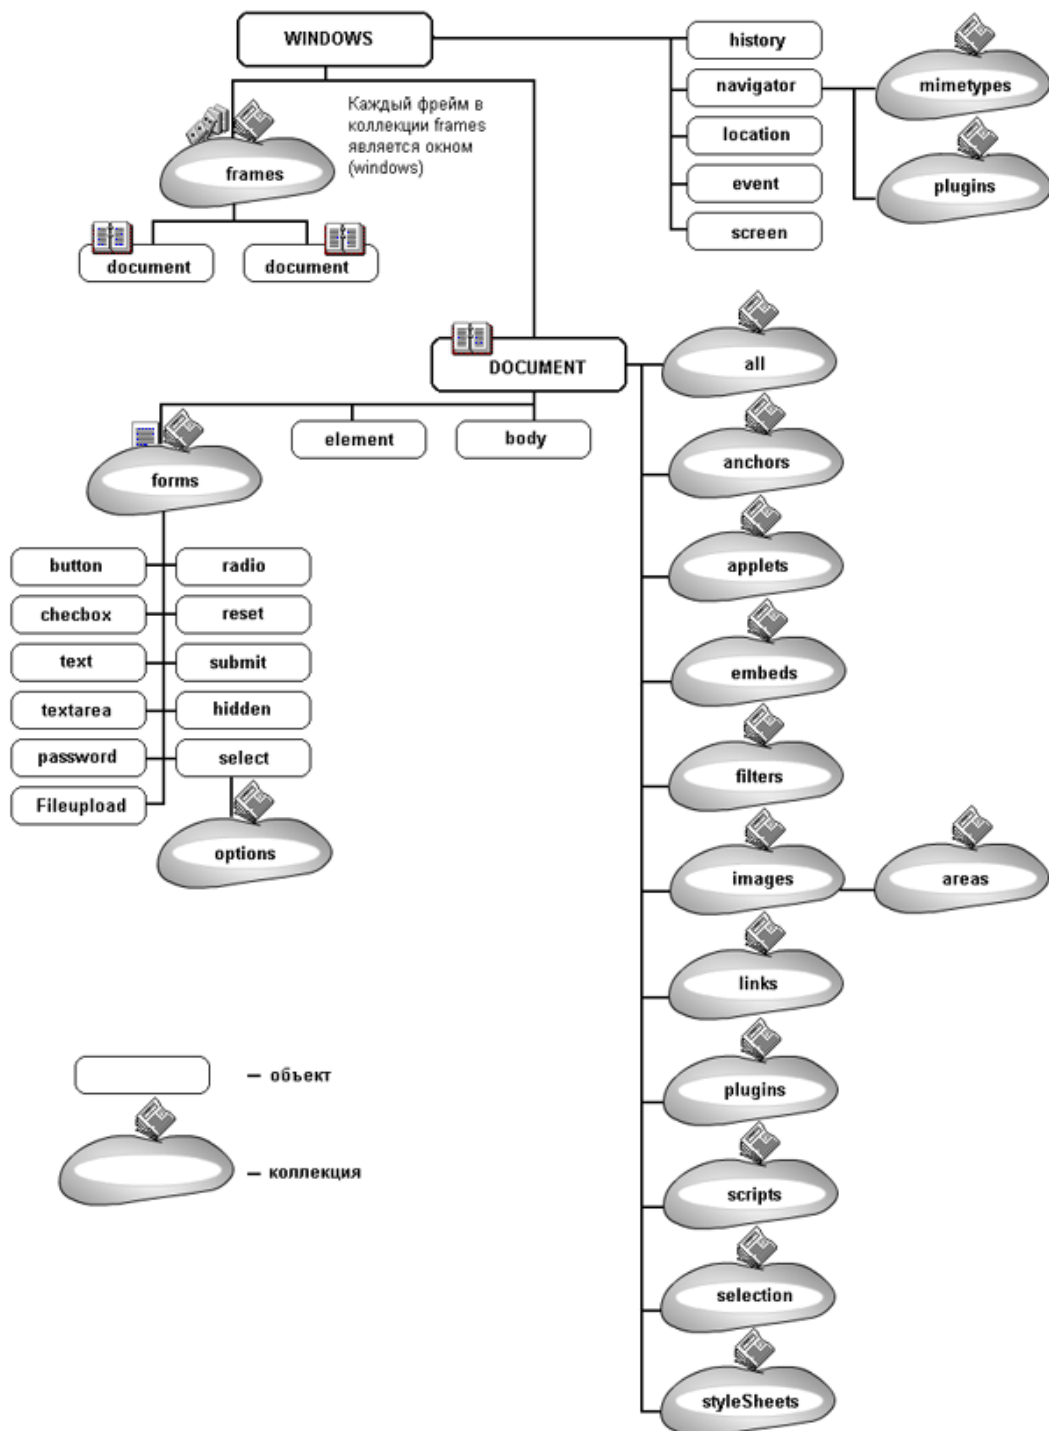 WINDOWS
history
navigator
location
event
screen
mimetypes
plugins
Каждый фрейм в
коллекции frames
является окном
(windows)
frames
document
document
DOCUMENT
element
body
forms
button
radio
checbox
reset
text
submit
textarea
hidden
password
select
Fileupload
options
all
anchors
applets
embeds
filters
images
areas
links
plugins
scripts
selection
styleSheets
– объект
– коллекция